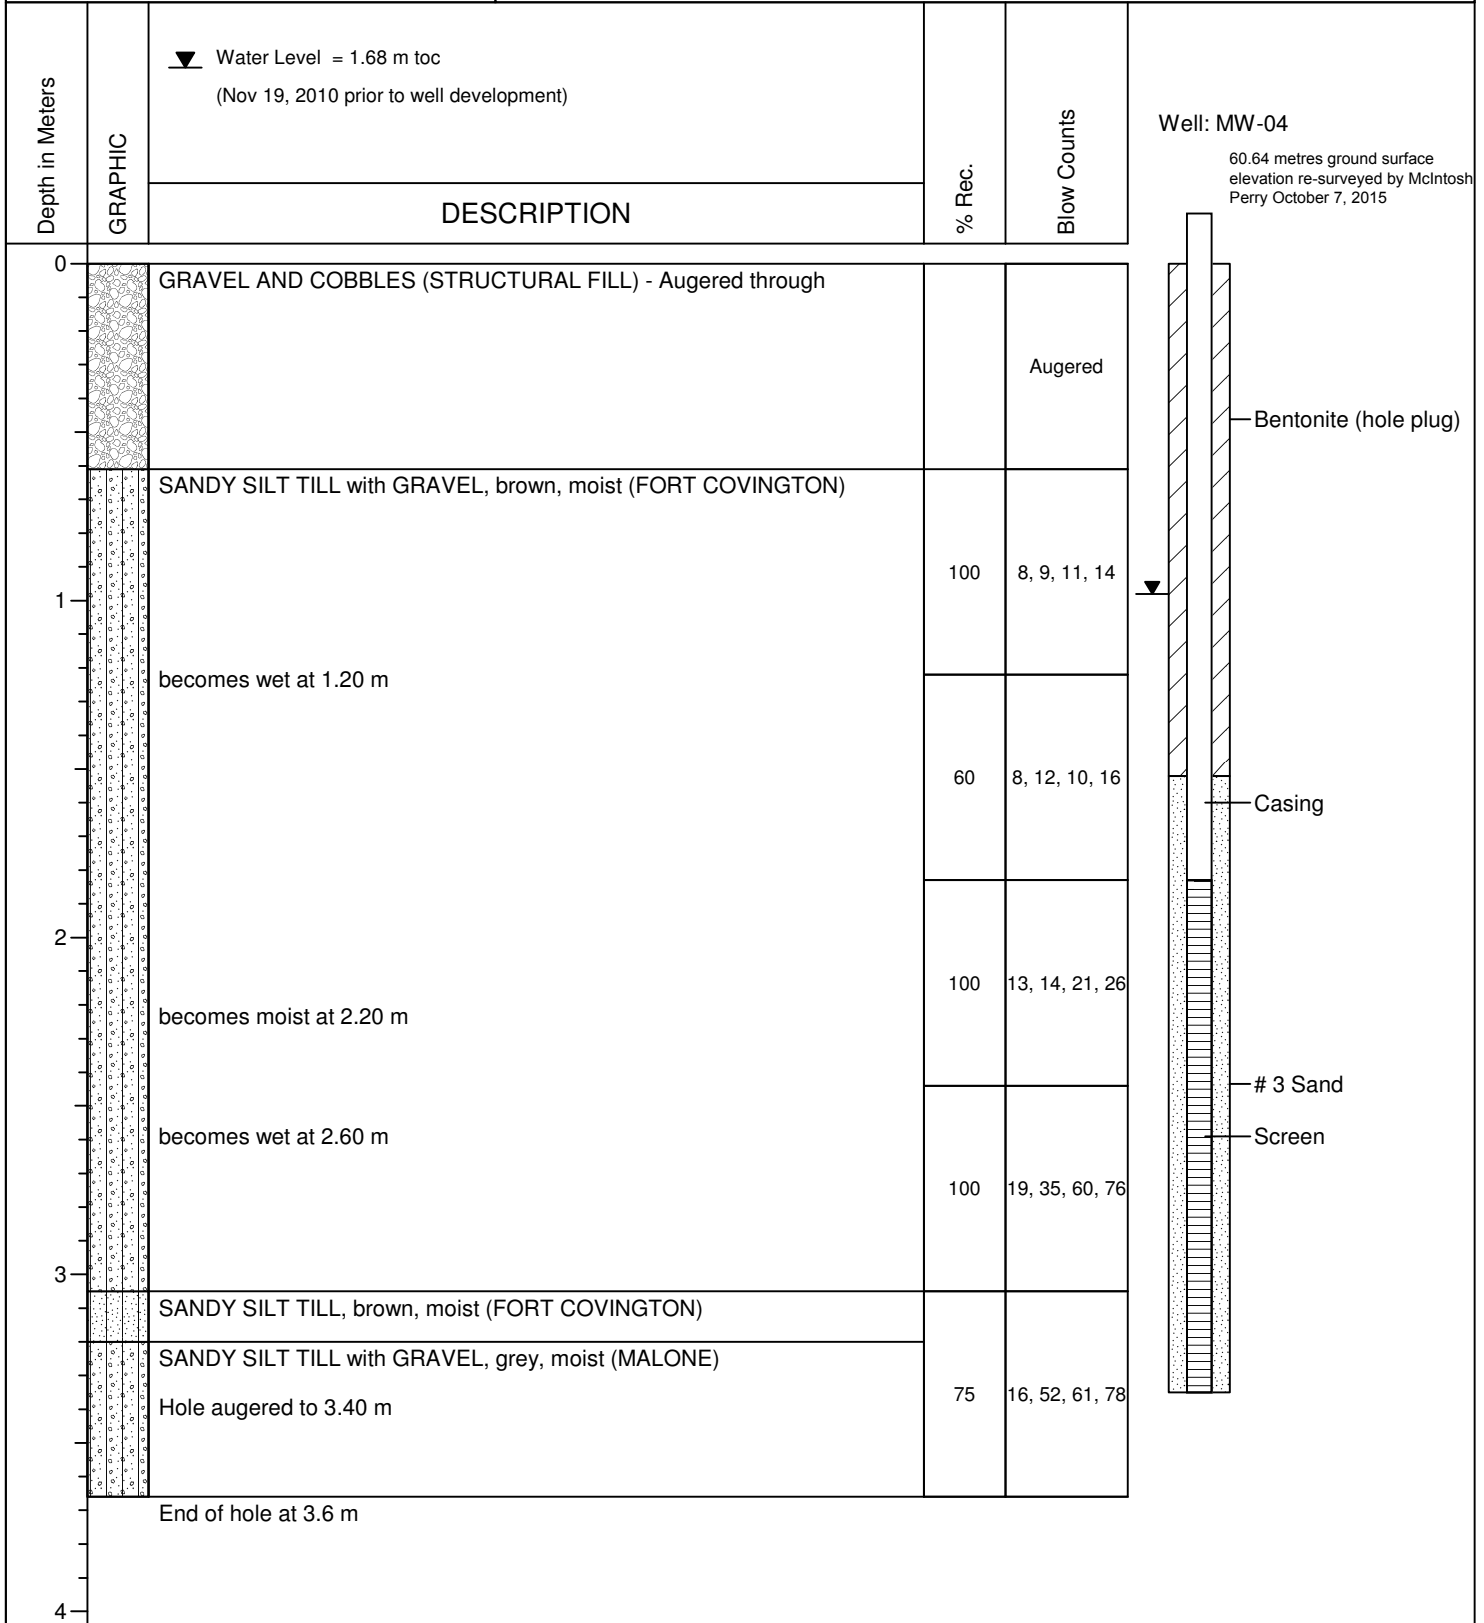 Water Level = 1.68 m toc
(Nov 19, 2010 prior to well development)
Depth in Meters
GRAPHIC
DESCRIPTION
% Rec.
Blow Counts
Well: MW-04
60.64 metres ground surface
elevation re-surveyed by McIntosh
Perry October 7, 2015
0
GRAVEL AND COBBLES (STRUCTURAL FILL) - Augered through
Augered
Bentonite (hole plug)
SANDY SILT TILL with GRAVEL, brown, moist (FORT COVINGTON)
100
8, 9, 11, 14
1
becomes wet at 1.20 m
60
8, 12, 10, 16
Casing
2
100
13, 14, 21, 26
becomes moist at 2.20 m
# 3 Sand
becomes wet at 2.60 m
Screen
100
19, 35, 60, 76
3
SANDY SILT TILL, brown, moist (FORT COVINGTON)
SANDY SILT TILL with GRAVEL, grey, moist (MALONE)
75
16, 52, 61, 78
Hole augered to 3.40 m
End of hole at 3.6 m
4